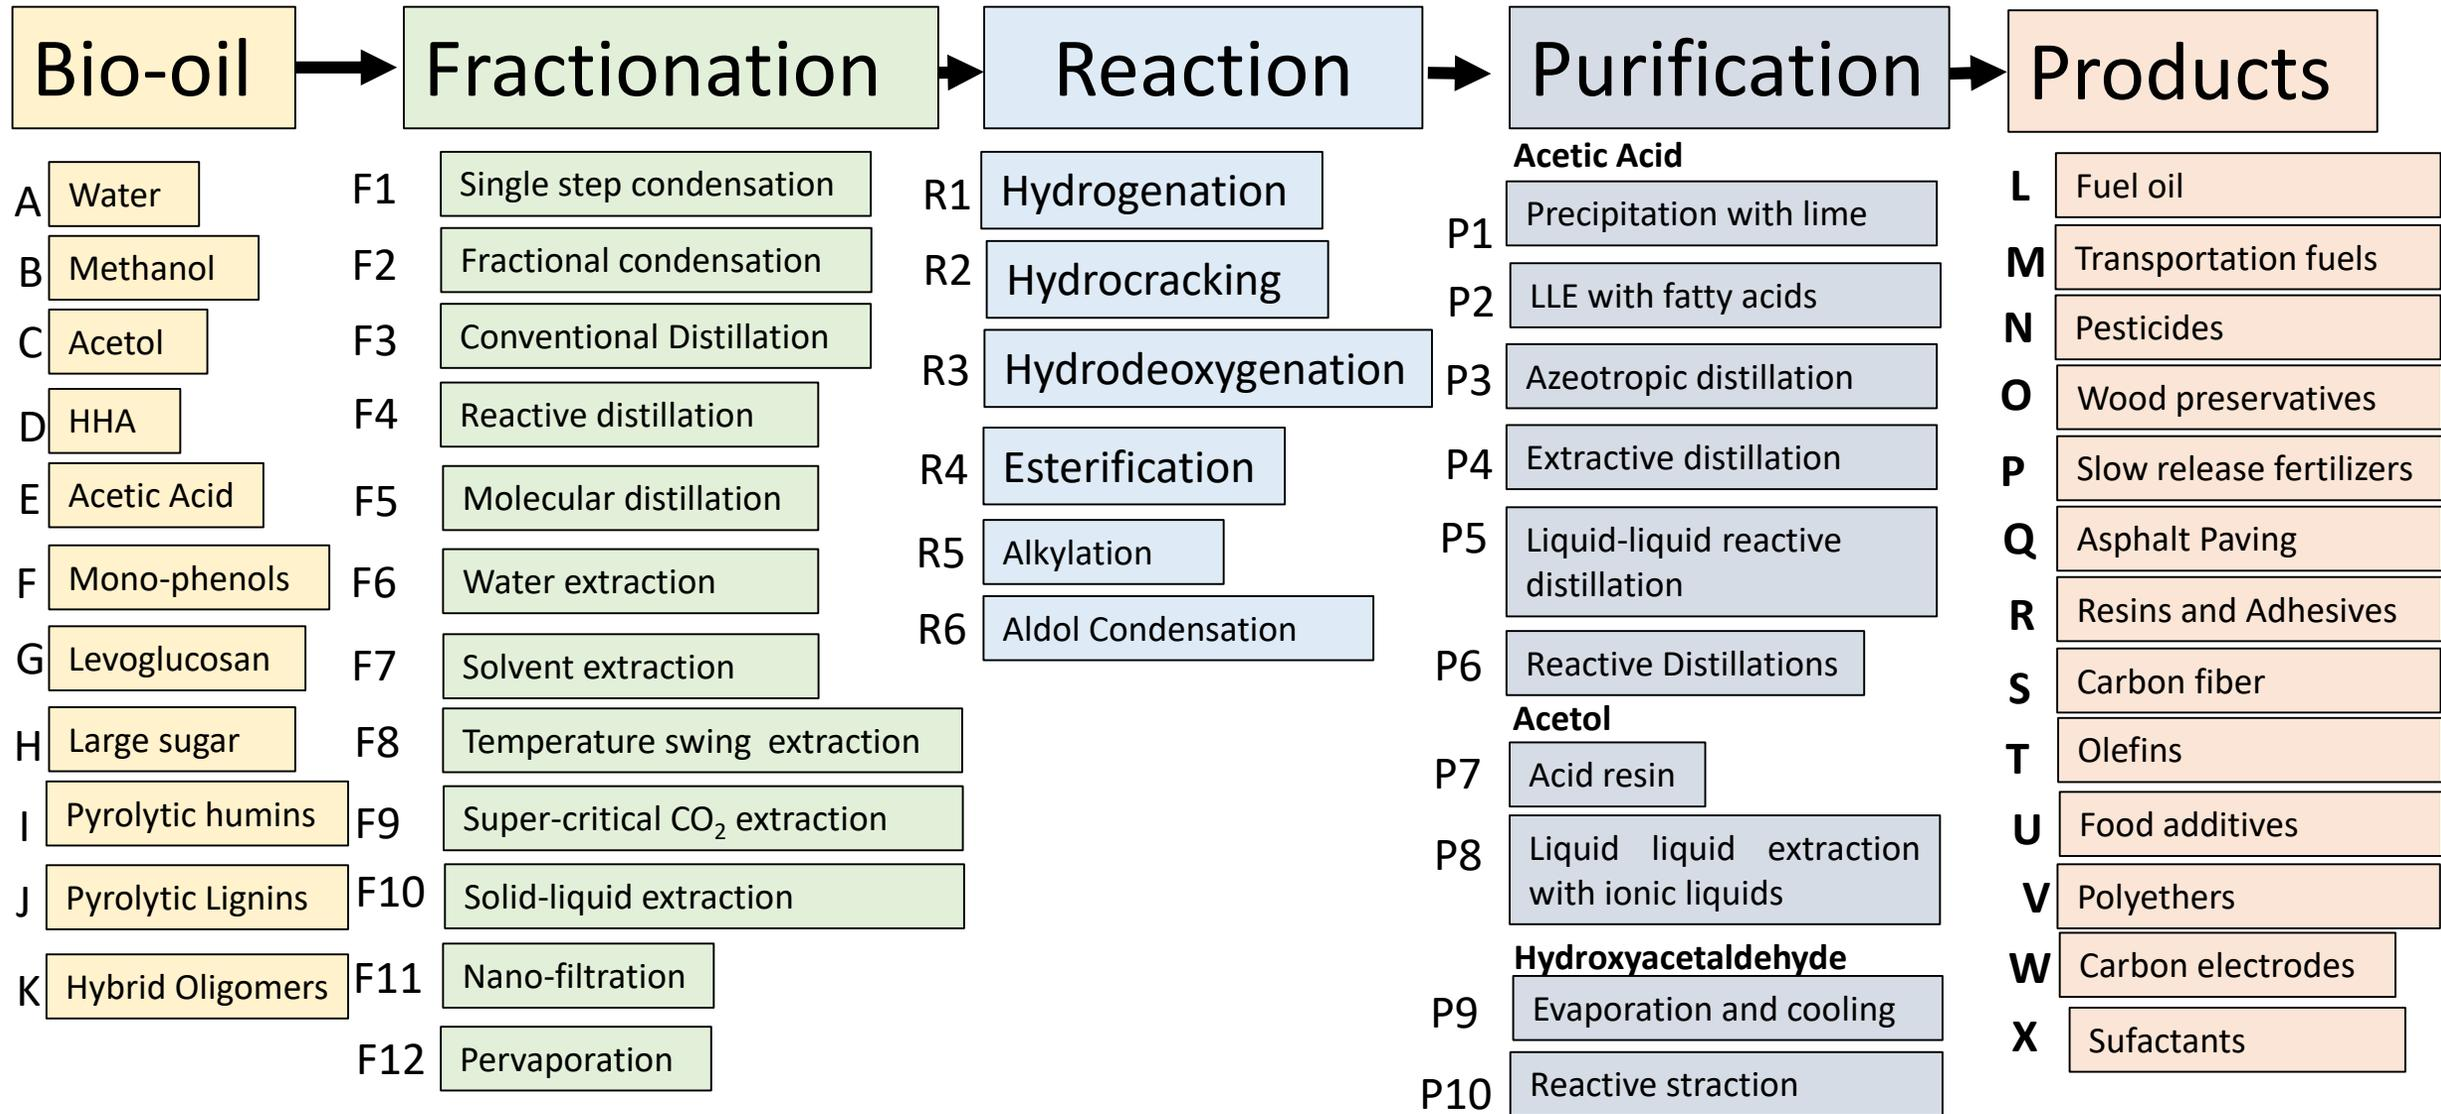 Bio-oil
Fractionation
Reaction
Purification
Products
A Water
B Methanol
C Acetol
D HHA
E Acetic Acid
F Mono-phenols
G Levoglucosan
H Large sugar
I Pyrolytic humins
J Pyrolytic Lignins
K Hybrid Oligomers
F1 Single step condensation
F2 Fractional condensation
F3 Conventional Distillation
F4 Reactive distillation
F5 Molecular distillation
F6 Water extraction
F7 Solvent extraction
F8 Temperature swing extraction
F9 Super-critical CO₂ extraction
F10 Solid-liquid extraction
F11 Nano-filtration
F12 Pervaporation
R1 Hydrogenation
R2 Hydrocracking
R3 Hydrodeoxygenation
R4 Esterification
R5 Alkylation
R6 Aldol Condensation
Acetic Acid
P1 Precipitation with lime
P2 LLE with fatty acids
P3 Azeotropic distillation
P4 Extractive distillation
P5 Liquid-liquid reactive
distillation
P6 Reactive Distillations
Acetol
P7 Acid resin
P8 Liquid liquid extraction
with ionic liquids
Hydroxyacetaldehyde
P9 Evaporation and cooling
P10 Reactive straction
L Fuel oil
M Transportation fuels
N Pesticides
O Wood preservatives
P Slow release fertilizers
Q Asphalt Paving
R Resins and Adhesives
S Carbon fiber
T Olefins
U Food additives
V Polyethers
W Carbon electrodes
X Sufactants